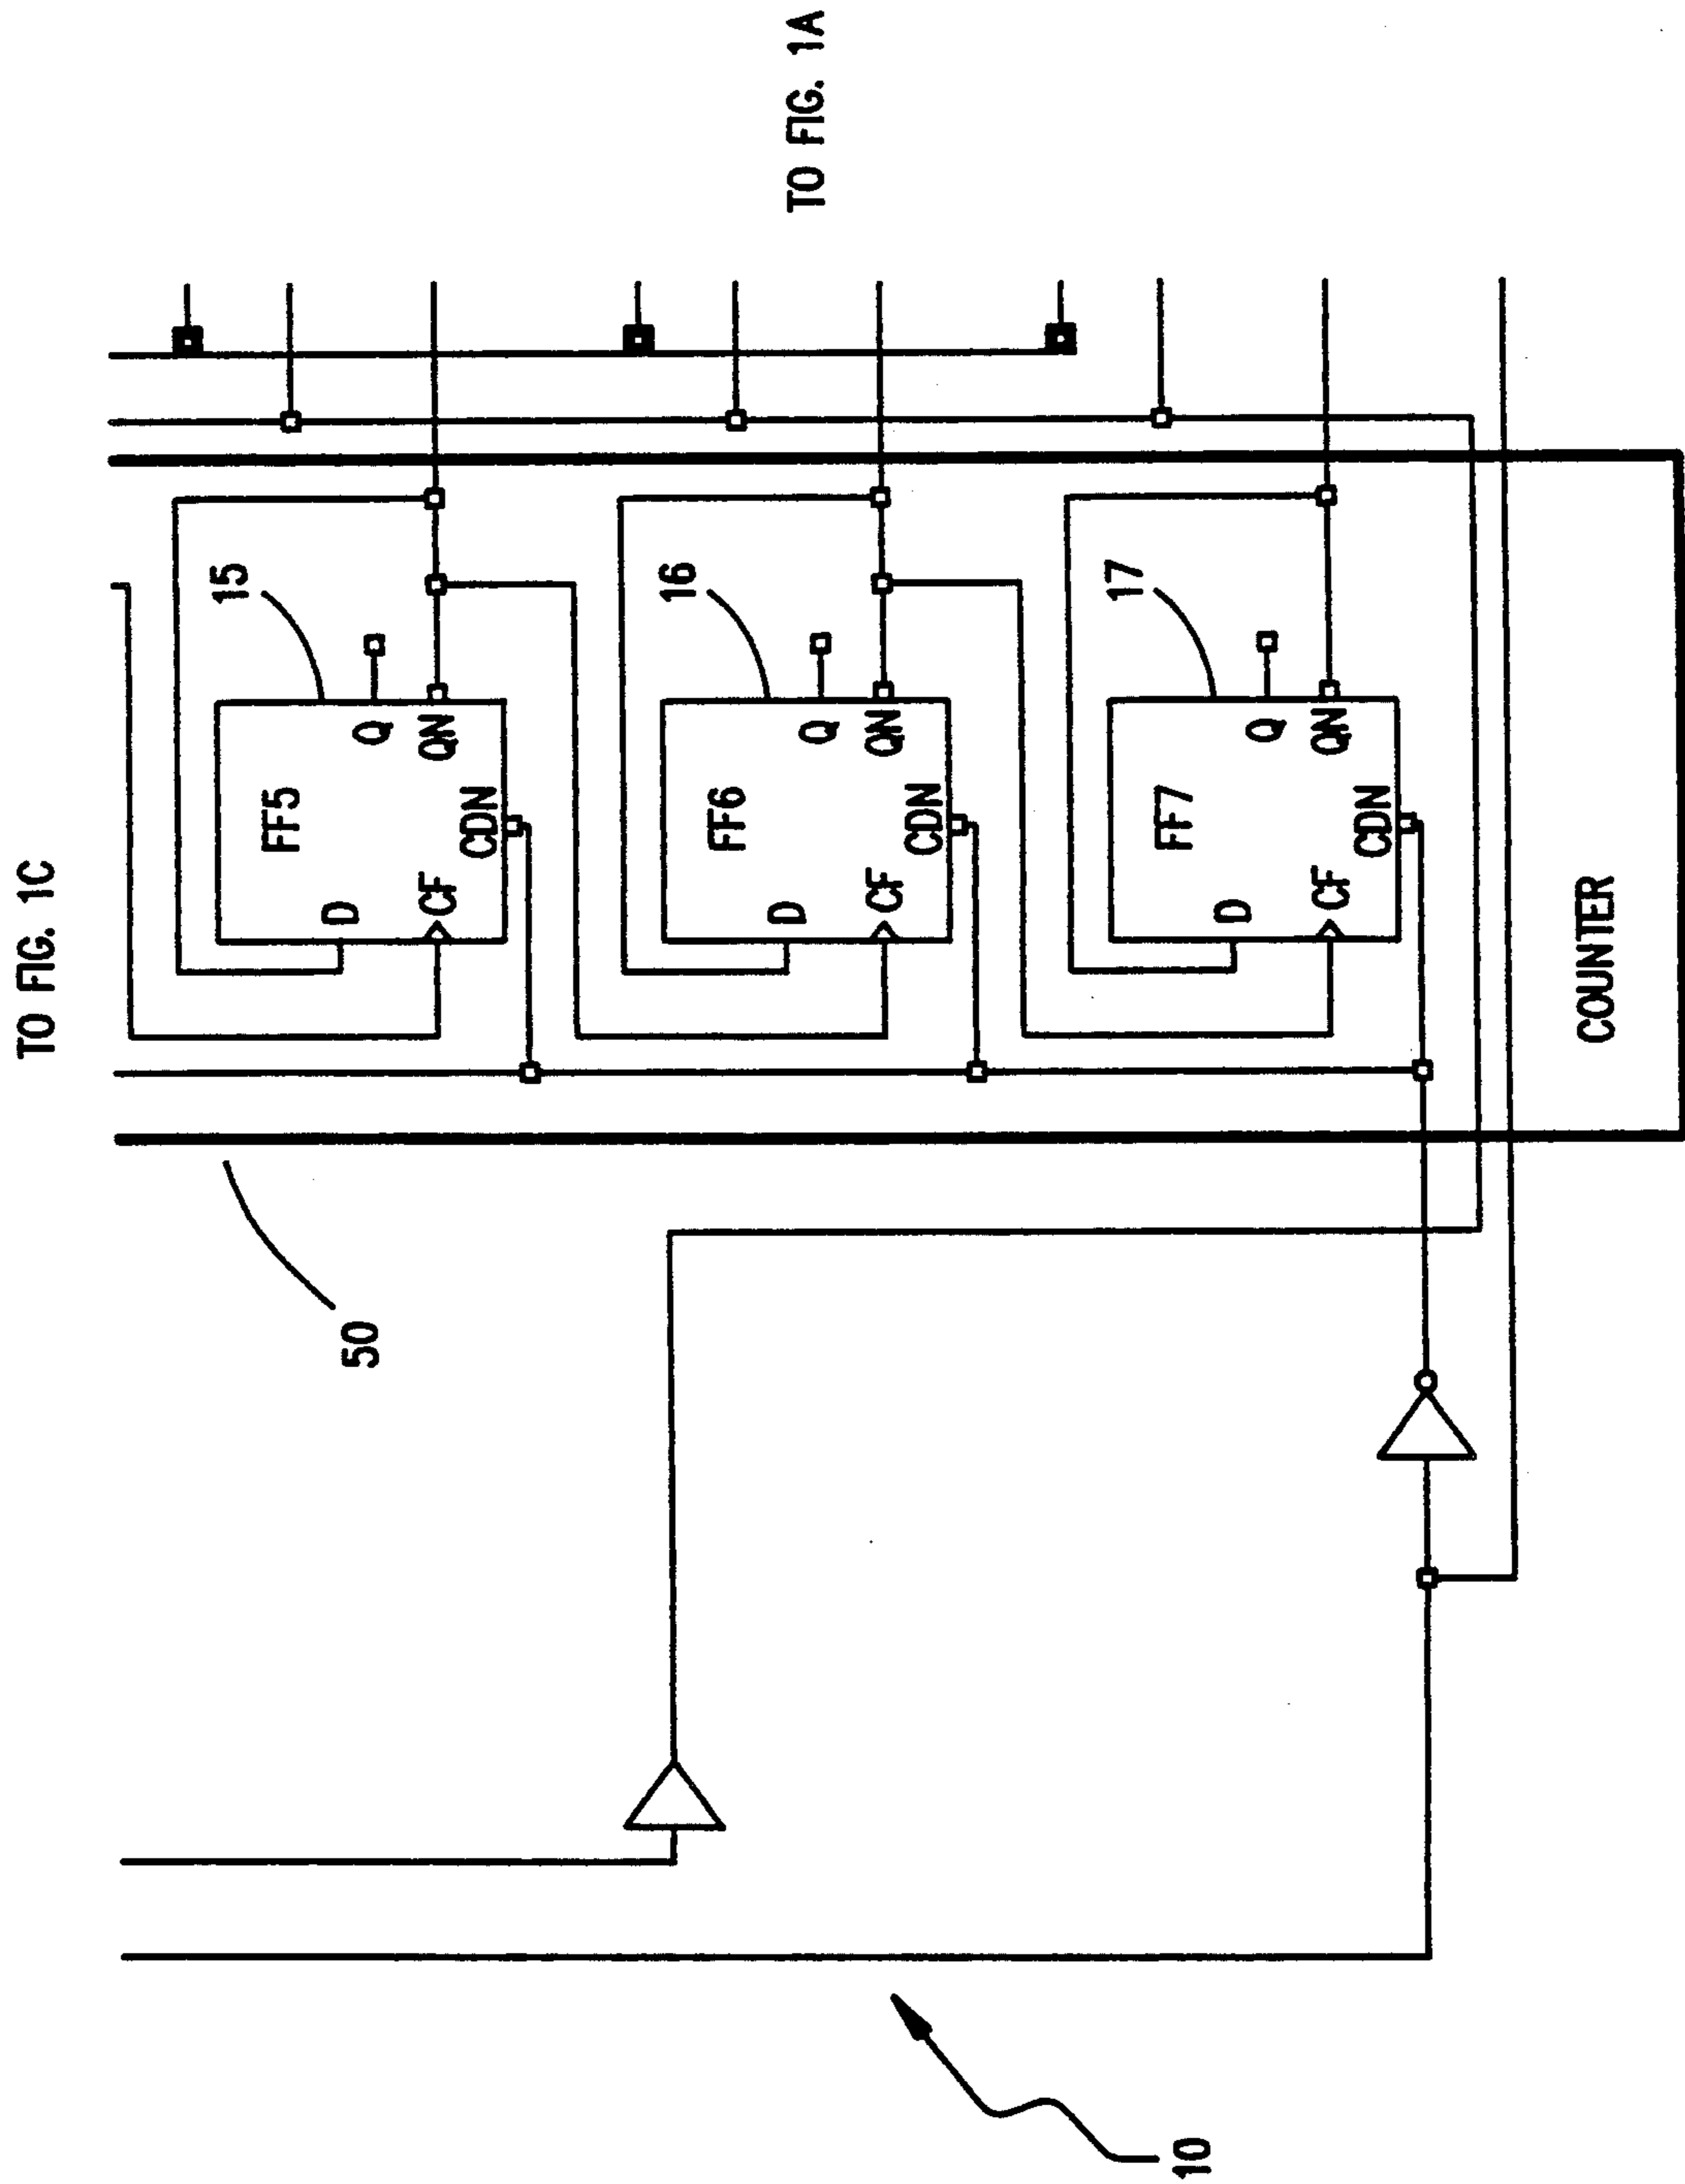 TO FIG. 1C
15
FF5
D
Q
CF
QN
CDN
16
FF6
D
Q
CF
QN
CDN
TO FIG. 1A
17
FF7
D
Q
CF
QN
CDN
50
COUNTER
10